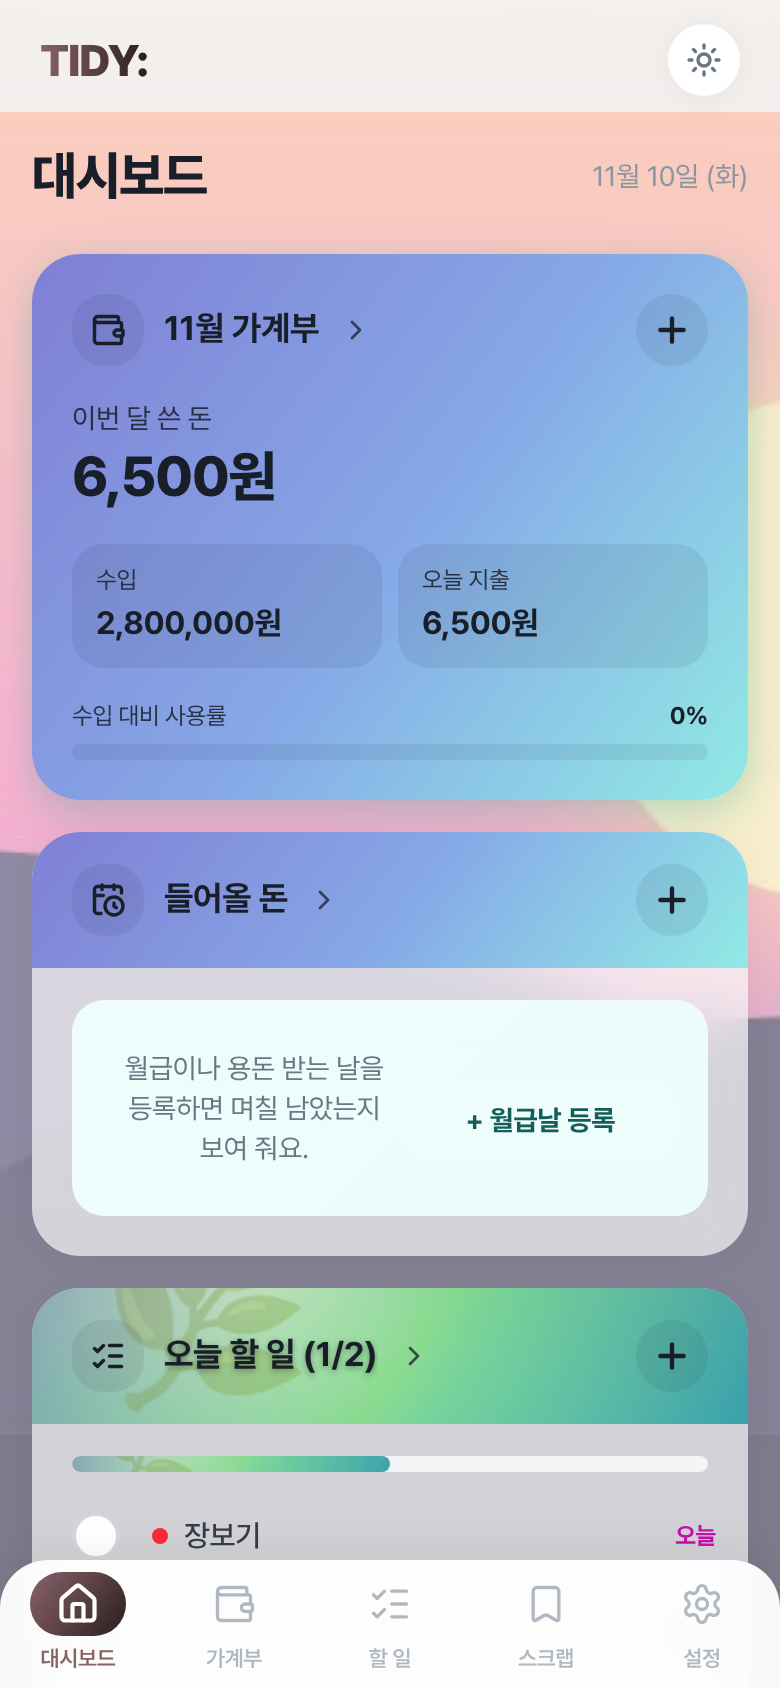 TIDY:
대시보드
11월 10일 (화)
11월 가계부
이번 달 쓴 돈
6,500원
수입
2,800,000원
오늘 지출
6,500원
수입 대비 사용률
0%
들어올 돈
월급이나 용돈 받는 날을
등록하면 며칠 남았는지
보여 줘요.
+ 월급날 등록
오늘 할 일 (1/2)
장보기
오늘
대시보드
가계부
할 일
스크랩
설정